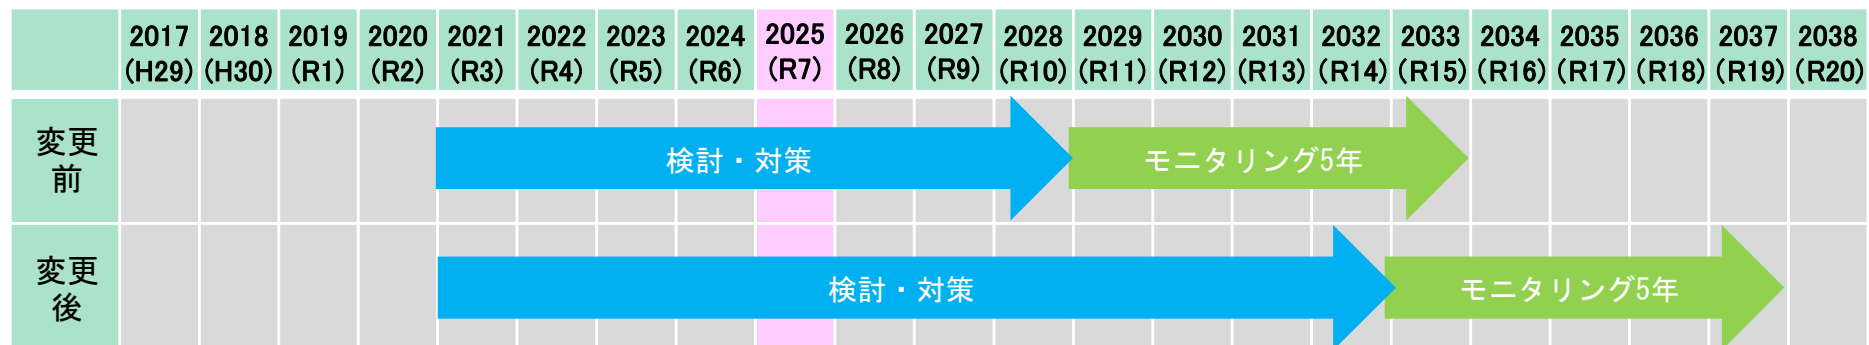 2017 2018 2019 2020 2021 2022 2023 2024 2025 2026 2027 2028 2029 2030 2031 2032 2033 2034 2035 2036 2037 2038
(H29) (H30) (R1) (R2) (R3) (R4) (R5) (R6) (R7) (R8) (R9) (R10) (R11) (R12) (R13) (R14) (R15) (R16) (R17) (R18) (R19) (R20)
変更
前
検討・対策 モニタリング5年
変更
後
検討・対策 モニタリング5年